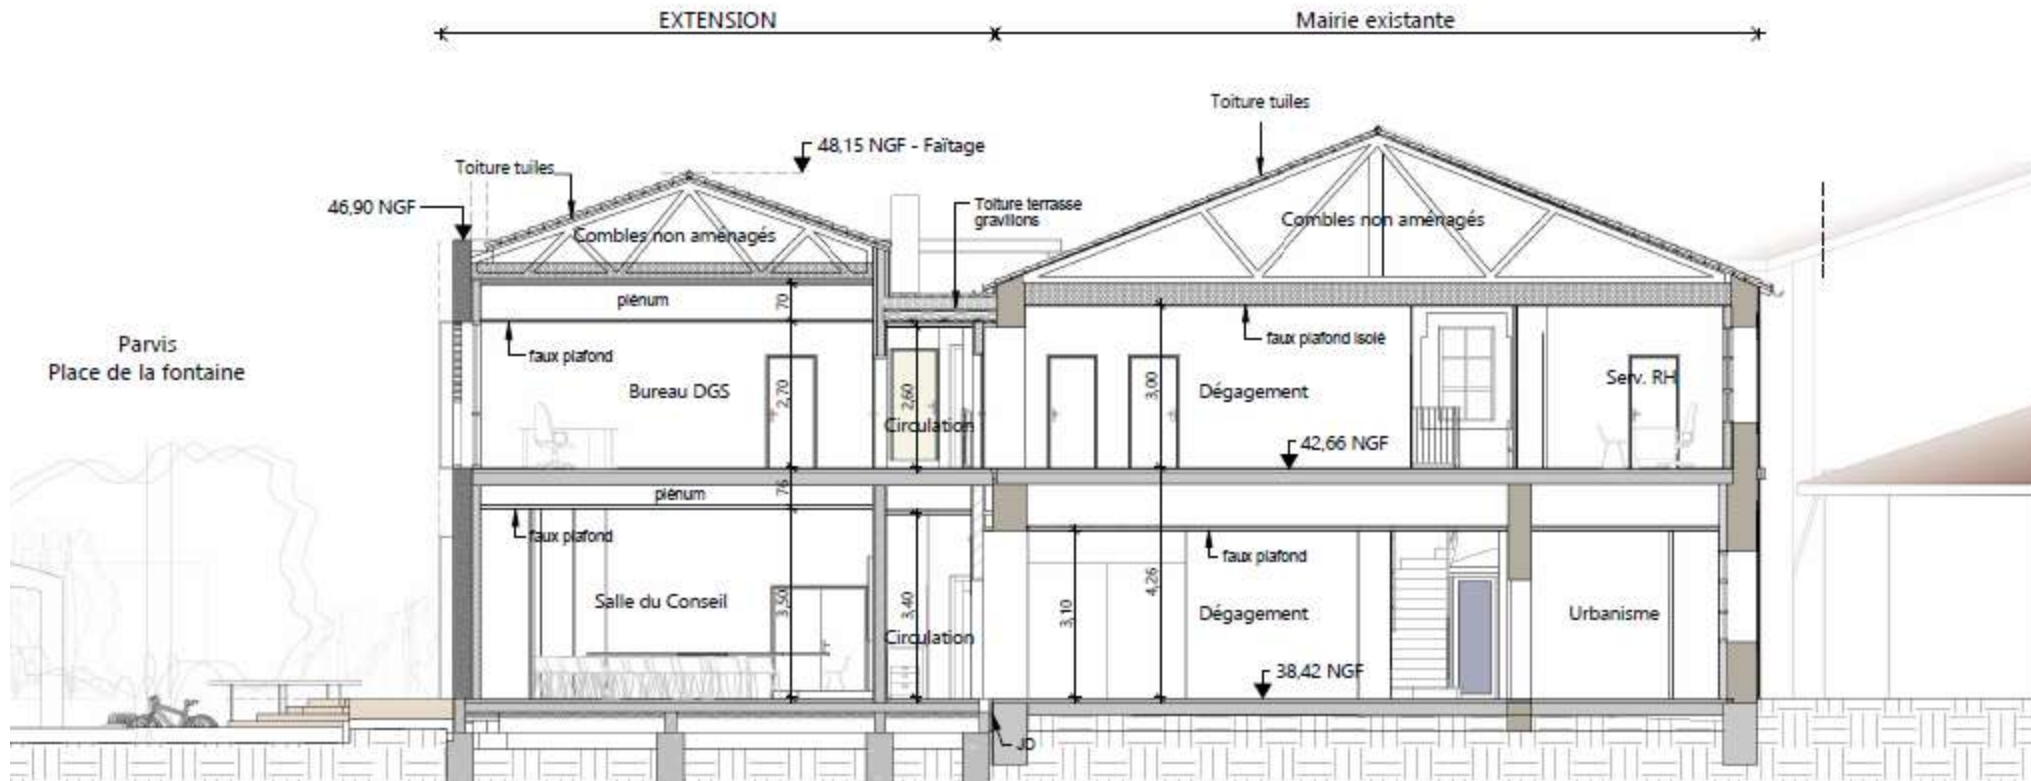 EXTENSION
Mairie existante
Toiture tuiles
48,15 NGF - Faïtage
Toiture tuiles
46,90 NGF
Toiture terrasse
gravillons
Combles non aménagés
Combles non aménagés
plénum
70
faux plafond
faux plafond isolé
Parvis
Place de la fontaine
Bureau DGS
2,70
2,60
Circulation
3,00
Dégagement
Serv. RH
42,66 NGF
plénum
76
faux plafond
faux plafond
Salle du Conseil
3,50
3,40
Circulation
3,10
4,26
Dégagement
Urbanisme
38,42 NGF
JD